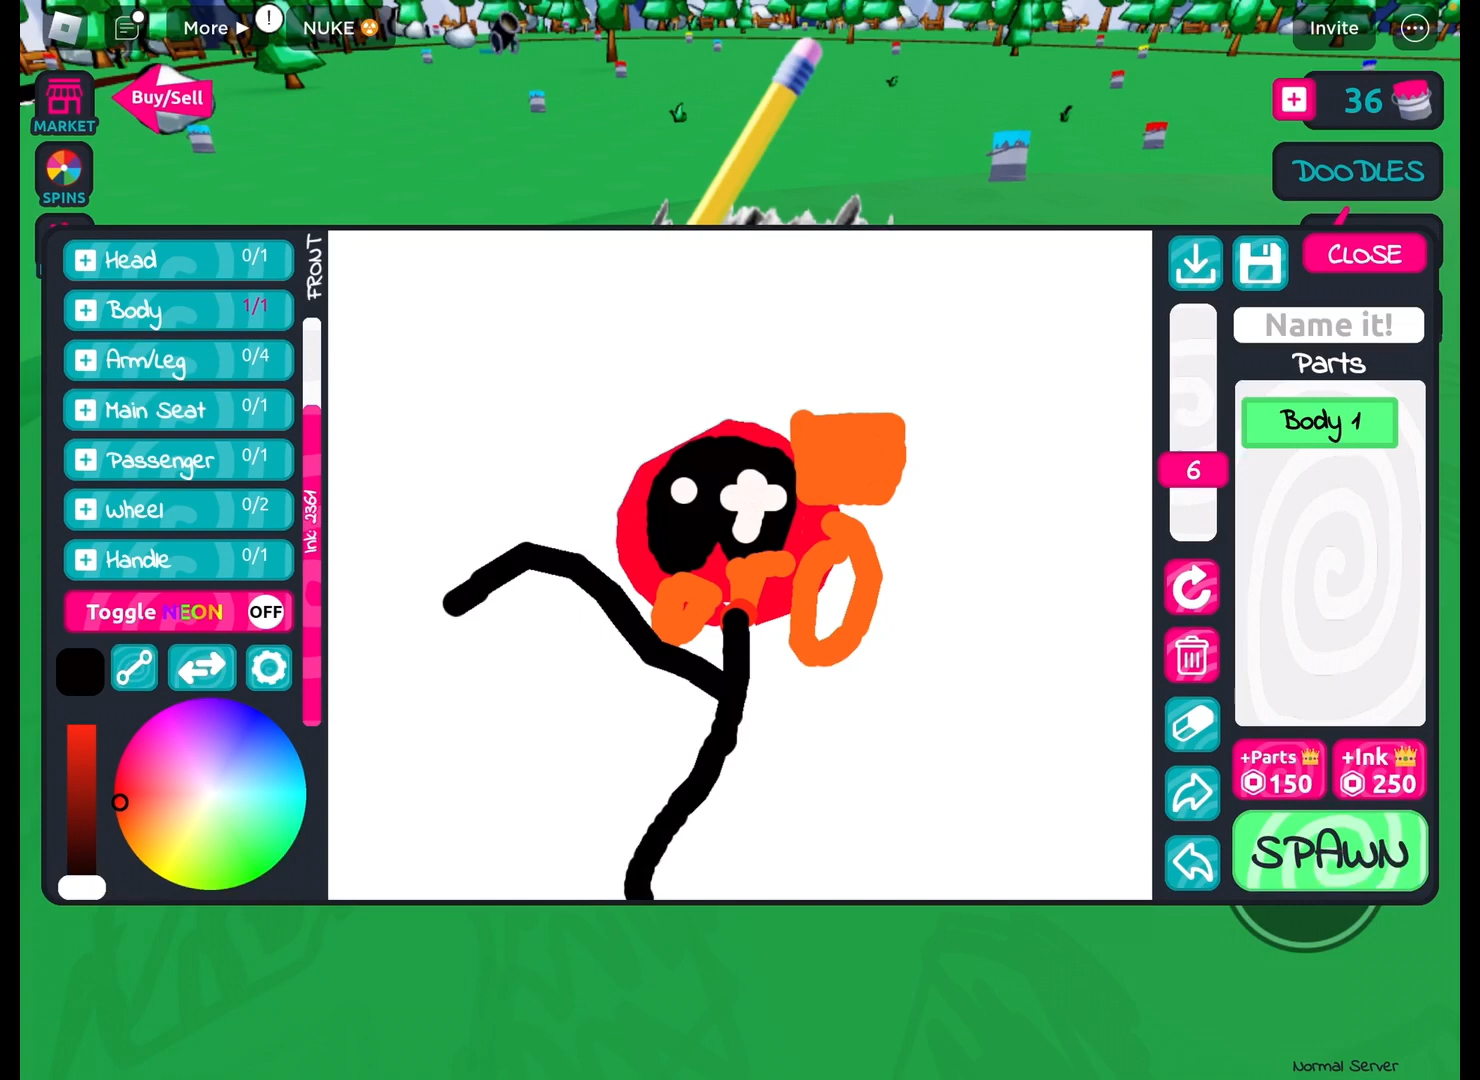 More ▶ ! NUKE ☢
Invite
Buy/Sell
MARKET
SPINS
36
DOODLES
FRONT
Head 0/1
Body 1/1
Arm/Leg 0/4
Main Seat 0/1
Passenger 0/1
Wheel 0/2
Handle 0/1
Ink: 2361
Toggle NEON OFF
CLOSE
Name it!
Parts
Body 1
6
+Parts 150
+Ink 250
SPAWN
Normal Server